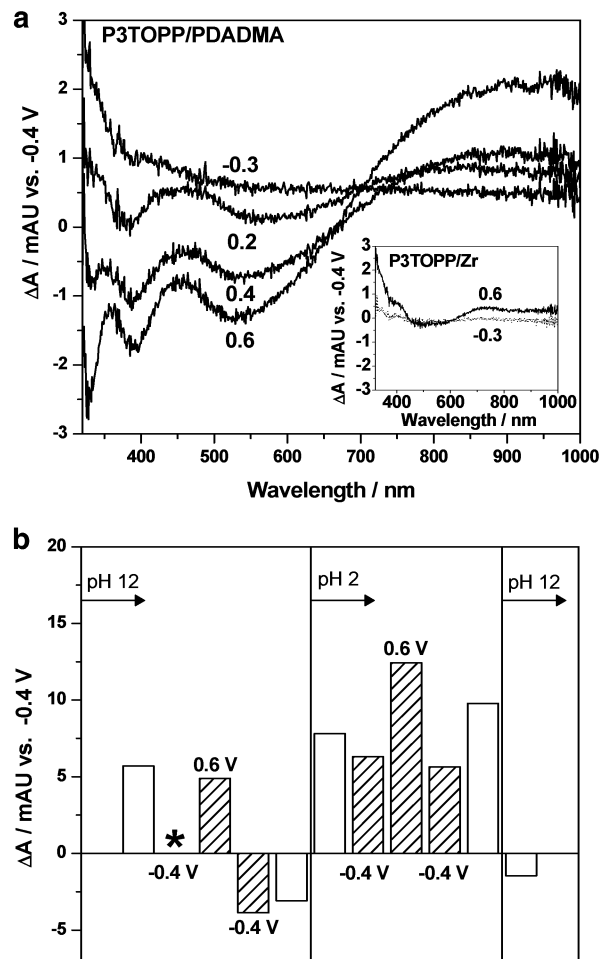 a
P3TOPP/PDADMA
3
2
1
0
-1
-2
-3
ΔA / mAU vs. -0.4 V
-0.3
0.2
0.4
0.6
P3TOPP/Zr
3
2
1
0
-1
-2
-3
ΔA / mAU vs. -0.4 V
0.6
-0.3
400 600 800 1000
Wavelength / nm
400 500 600 700 800 900 1000
Wavelength / nm
b
20
15
10
5
0
-5
ΔA / mAU vs. -0.4 V
pH 12
pH 2
pH 12
0.6 V
0.6 V
*
-0.4 V
-0.4 V
-0.4 V
-0.4 V